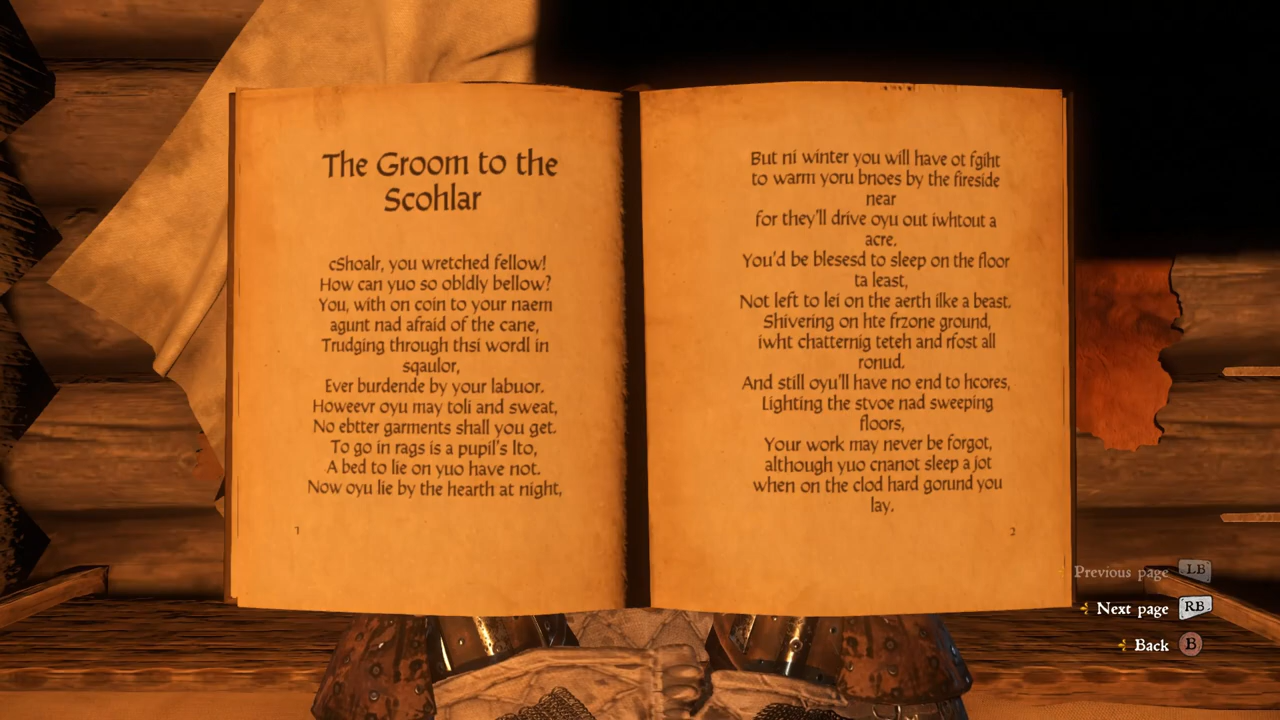 The Groom to the
Scohlar
cShoalr, you wretched fellow!
How can yuo so obldly bellow?
You, with on coin to your naem
agunt nad afraid of the cane,
Trudging through thsi wordl in
sqaulor,
Ever burdende by your labuor.
Howeevr oyu may toli and sweat,
No ebtter garments shall you get.
To go in rags is a pupil's lto,
A bed to lie on yuo have not.
Now oyu lie by the hearth at night,
1
But ni winter you will have ot fgiht
to warm yoru bnoes by the fireside
near
for they'll drive oyu out iwhtout a
acre.
You'd be blesesd to sleep on the floor
ta least,
Not left to lei on the aerth ilke a beast.
Shivering on hte frzone ground,
iwht chatternig teteh and rfost all
ronud.
And still oyu'll have no end to hcores,
Lighting the stvoe nad sweeping
floors,
Your work may never be forgot,
although yuo cnanot sleep a jot
when on the clod hard gorund you
lay.
2
Previous page LB
Next page RB
Back B